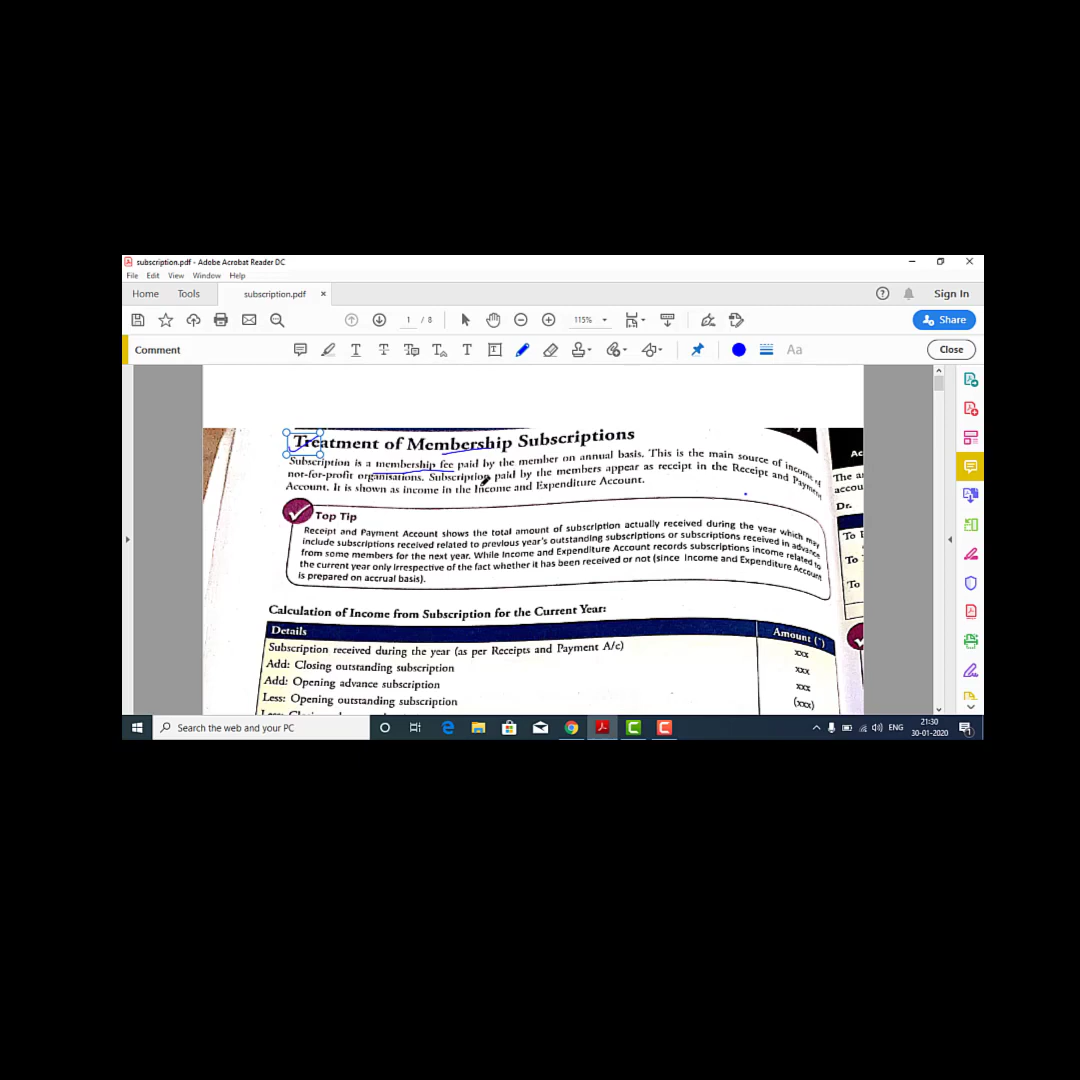 subscription.pdf - Adobe Acrobat Reader DC
File Edit View Window Help
Home Tools subscription.pdf × Sign In
1 / 8 115% Share
Comment Aa Close
Treatment of Membership Subscriptions
Subscription is a membership fee paid by the member on annual basis. This is the main source of income of
not-for-profit organisations. Subscription paid by the members appear as receipt in the Receipt and Payment
Account. It is shown as income in the Income and Expenditure Account.
Top Tip
Receipt and Payment Account shows the total amount of subscription actually received during the year which may
include subscriptions received related to previous year's outstanding subscriptions or subscriptions received in advance
from some members for the next year. While Income and Expenditure Account records subscriptions income related to
the current year only irrespective of the fact whether it has been received or not (since Income and Expenditure Account
is prepared on accrual basis).
Calculation of Income from Subscription for the Current Year:
Details Amount (`)
Subscription received during the year (as per Receipts and Payment A/c) xxx
Add: Closing outstanding subscription xxx
Add: Opening advance subscription xxx
Less: Opening outstanding subscription (xxx)
Ac
The a
accou
Dr.
To
To
To
Search the web and your PC
ENG
21:30
30-01-2020